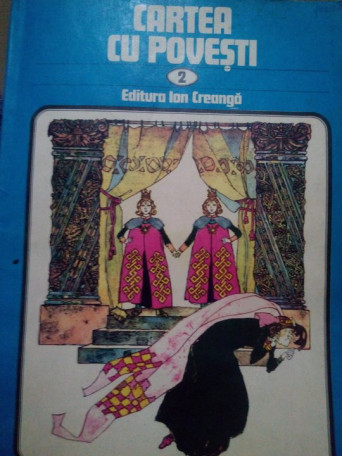 CARTEA
CU POVEȘTI
2
Editura Ion Creangă